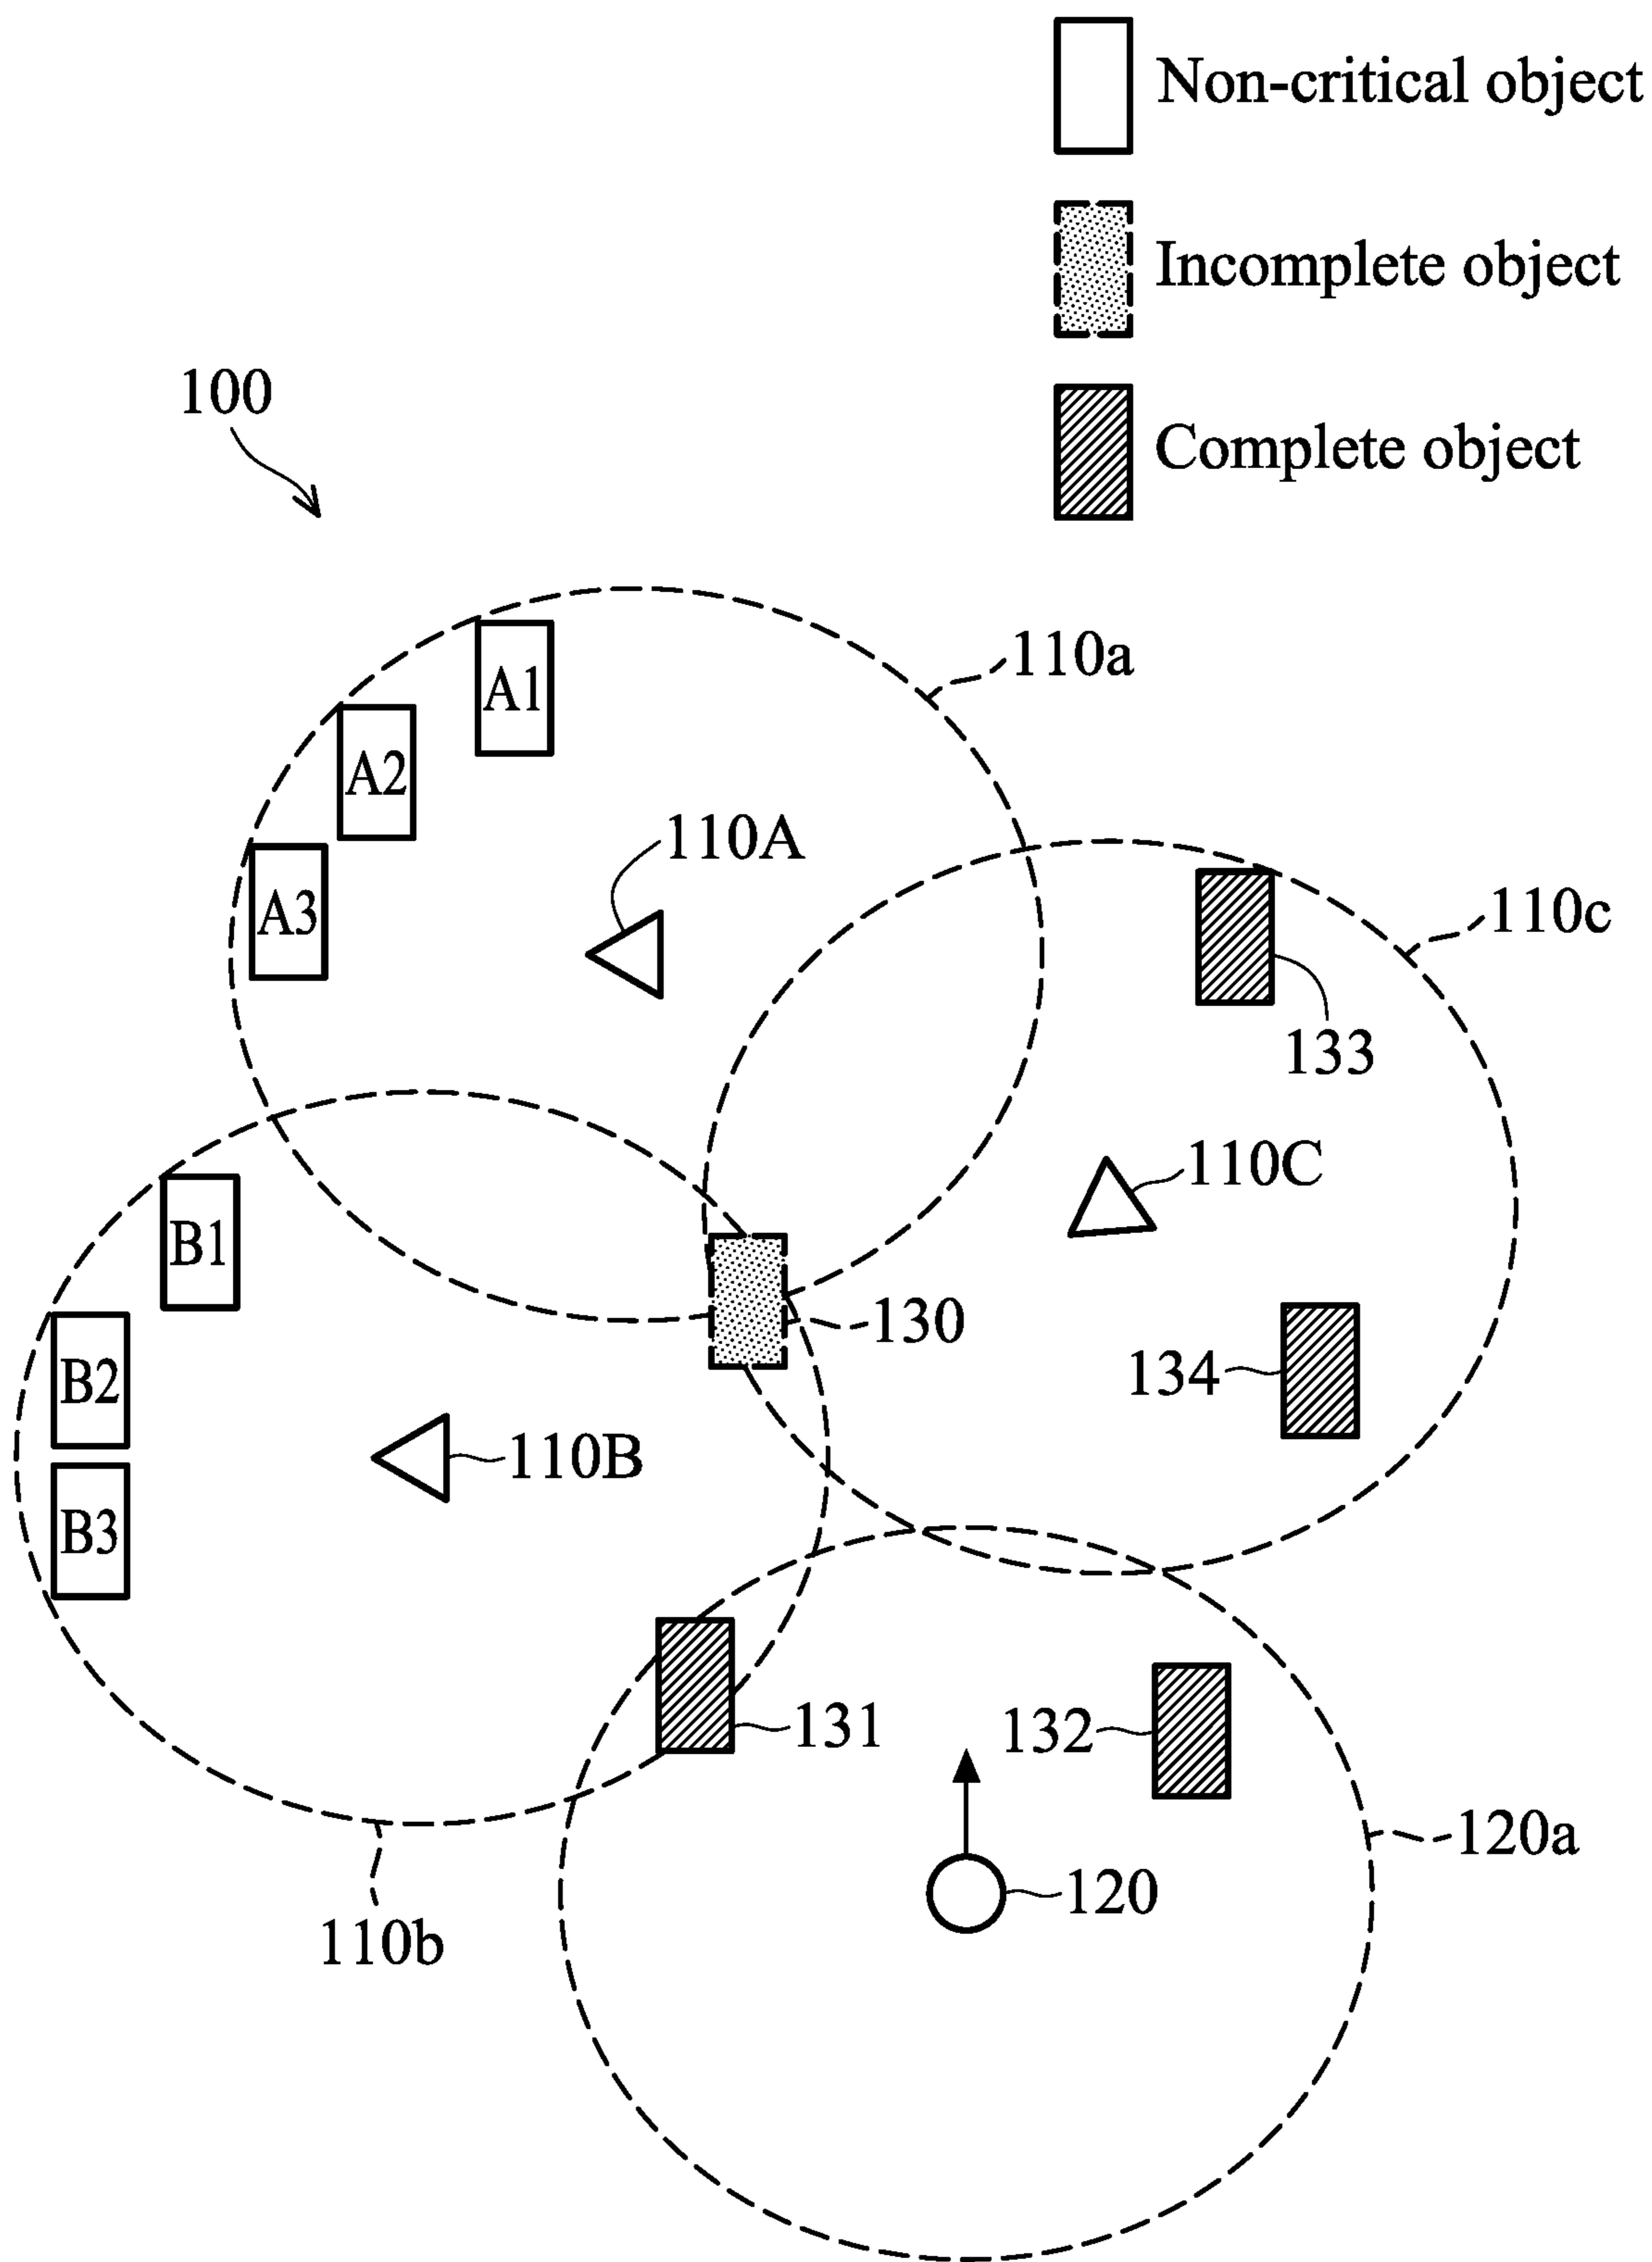 Non-critical object
Incomplete object
Complete object
100
110a
A1
A2
110A
A3
110c
133
110C
B1
130
134
B2
110B
B3
131
132
120a
120
110b